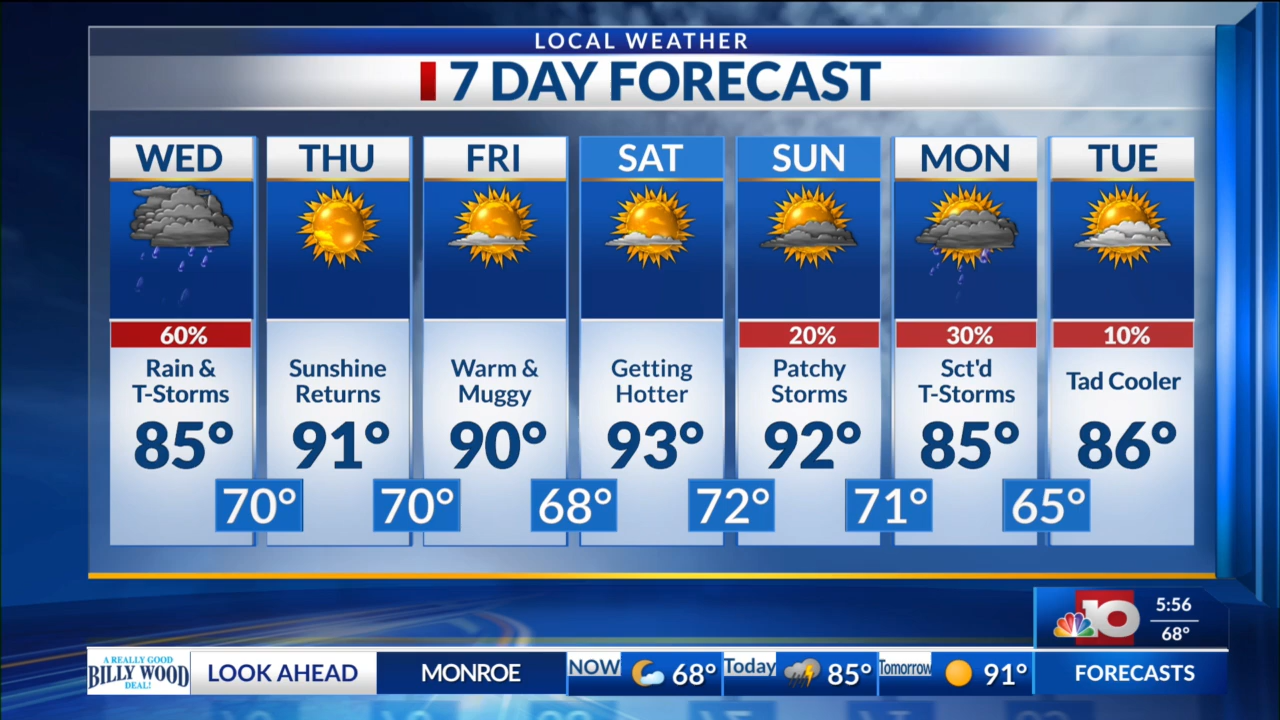 LOCAL WEATHER
7 DAY FORECAST
WED THU FRI SAT SUN MON TUE
60% 20% 30% 10%
Rain & Sunshine Warm & Getting Patchy Sct'd Tad Cooler
T-Storms Returns Muggy Hotter Storms T-Storms
85° 91° 90° 93° 92° 85° 86°
70° 70° 68° 72° 71° 65°
10 5:56
68°
A REALLY GOOD
BILLY WOOD
DEAL!
LOOK AHEAD MONROE NOW 68° Today 85° Tomorrow 91° FORECASTS